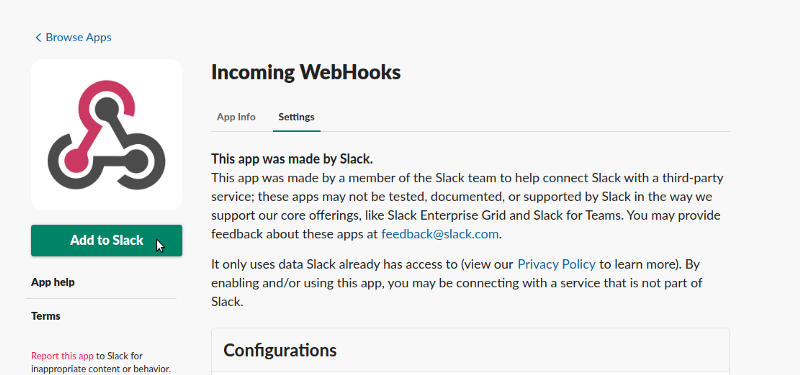 Browse Apps
Incoming WebHooks
App Info
Settings
This app was made by Slack.
This app was made by a member of the Slack team to help connect Slack with a third-party
service; these apps may not be tested, documented, or supported by Slack in the way we
support our core offerings, like Slack Enterprise Grid and Slack for Teams. You may provide
feedback about these apps at feedback@slack.com.
It only uses data Slack already has access to (view our Privacy Policy to learn more). By
enabling and/or using this app, you may be connecting with a service that is not part of
Slack.
Configurations
Add to Slack
App help
Terms
Report this app to Slack for
inappropriate content or behavior.